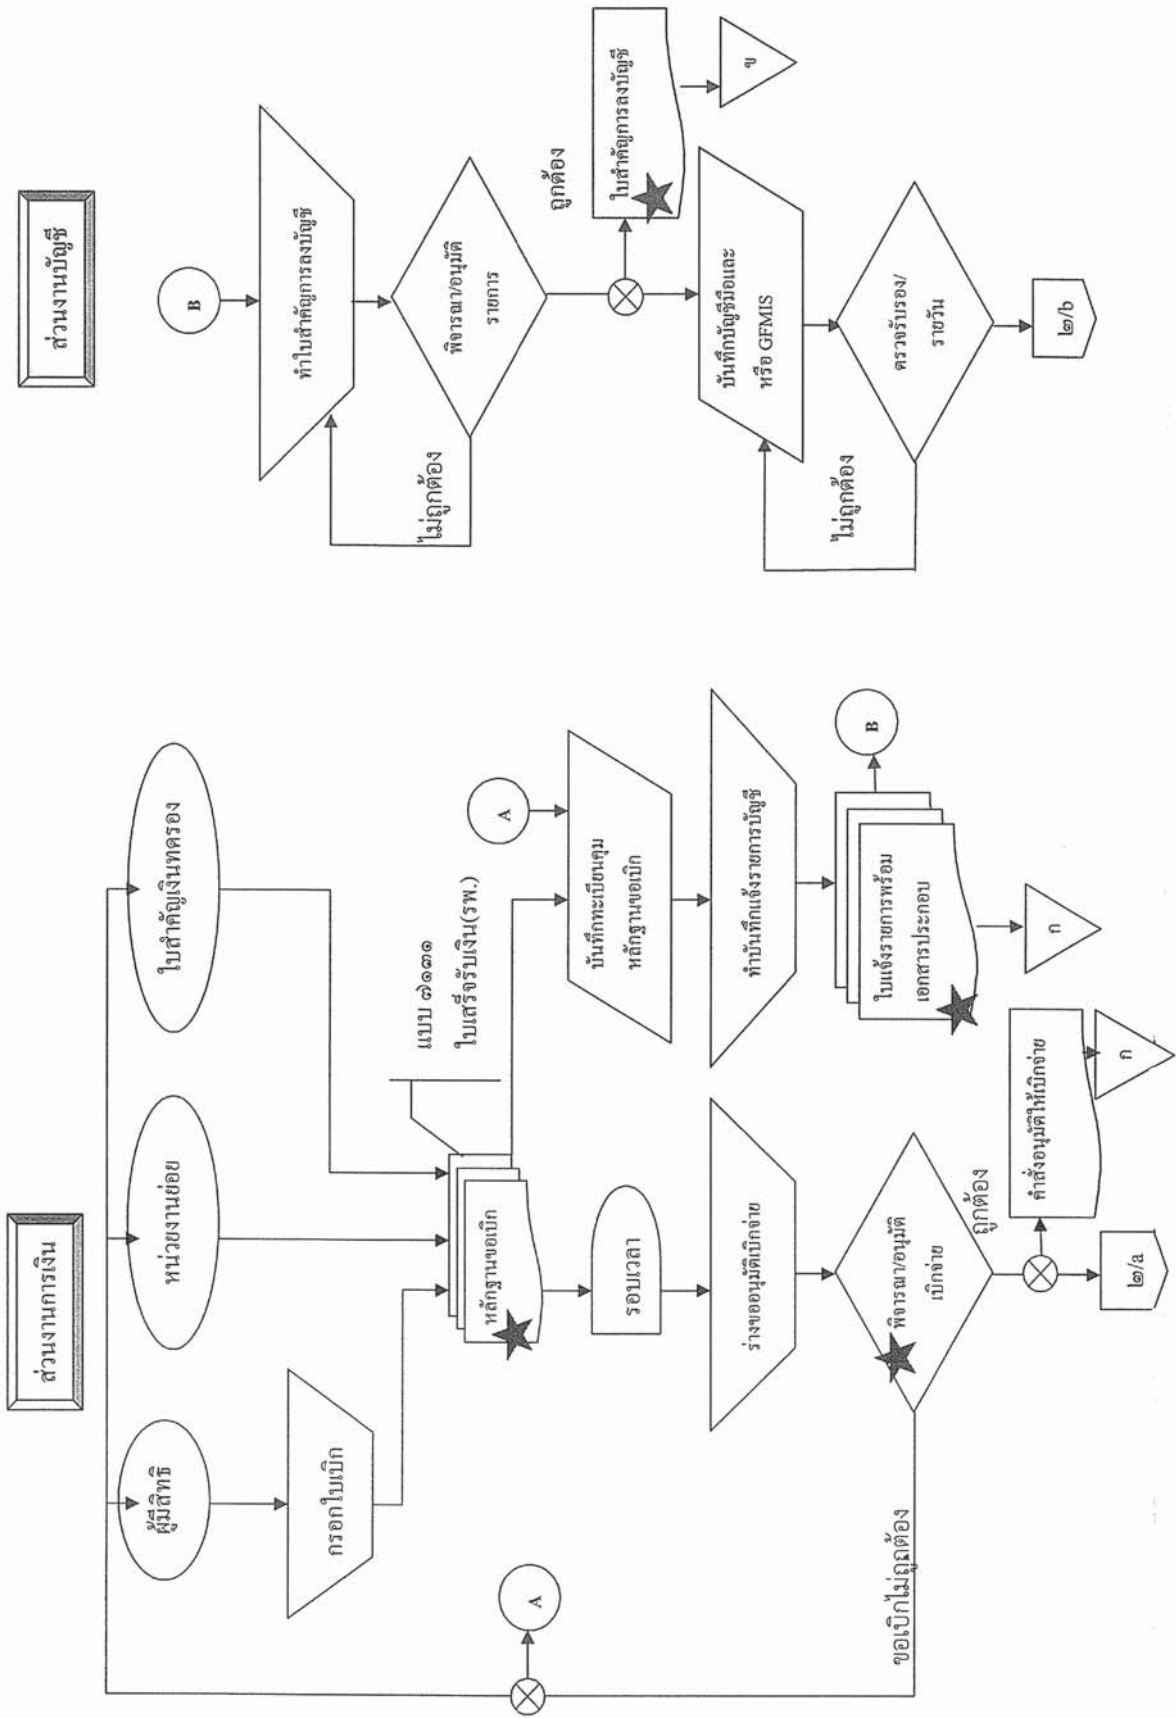 ส่วนงานการเงิน
ส่วนงานบัญชี
ผู้มีสิทธิ
หน่วยงานย่อย
ใบสำคัญเงินทดรอง
B
กรอกใบเบิก
ทำใบสำคัญการลงบัญชี
แบบ ๗๑๓๑
ใบเสร็จรับเงิน(รพ.)
พิจารณา/อนุมัติ
รายการ
ไม่ถูกต้อง
ถูกต้อง
A
A
หลักฐานขอเบิก
บันทึกทะเบียนคุม
หลักฐานขอเบิก
ใบสำคัญการลงบัญชี
ข
รอบเวลา
ร่างขออนุมัติเบิกจ่าย
ทำบันทึกแจ้งรายการบัญชี
บันทึกบัญชีมือและ
หรือ GFMIS
พิจารณา/อนุมัติ
เบิกจ่าย
ใบแจ้งรายการพร้อม
เอกสารประกอบ
B
ไม่ถูกต้อง
ตรวจรับรอง/
รายวัน
ขอเบิกไม่ถูกต้อง
ถูกต้อง
คำสั่งอนุมัติให้เบิกจ่าย
ก
ก
๒/a
๒/b